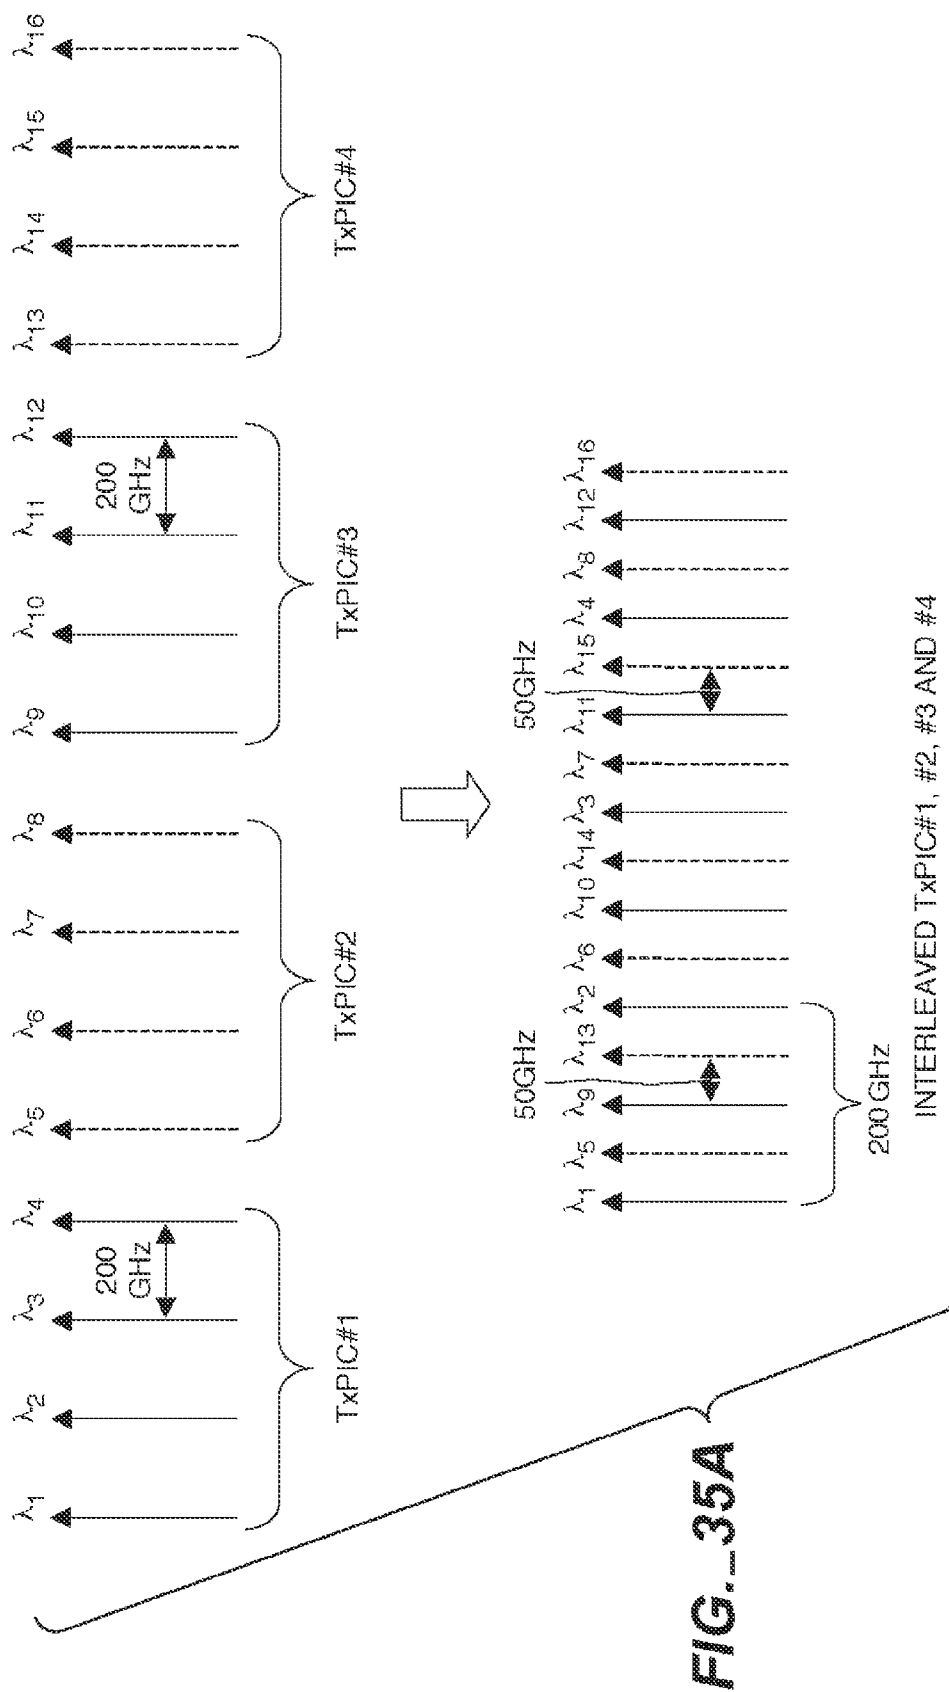 λ1 λ2 λ3 λ4 λ5 λ6 λ7 λ8 λ9 λ10 λ11 λ12 λ13 λ14 λ15 λ16
200
GHz
200
GHz
TxPIC#1 TxPIC#2 TxPIC#3 TxPIC#4
50GHz 50GHz
λ1 λ5 λ9 λ13 λ2 λ6 λ10 λ14 λ3 λ7 λ11 λ15 λ4 λ8 λ12 λ16
200 GHz
INTERLEAVED TxPIC#1, #2, #3 AND #4
FIG._35A